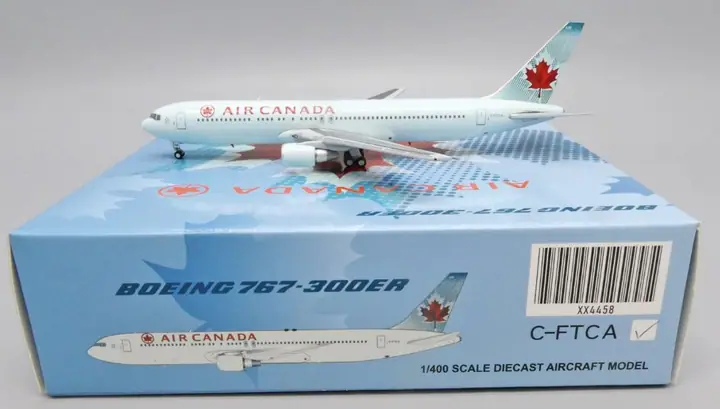 AIR CANADA
AIR CANADA
BOEING 767-300ER
BOEING 767-300ER
AIR CANADA
XX4458
C-FTCA
1/400 SCALE DIECAST AIRCRAFT MODEL